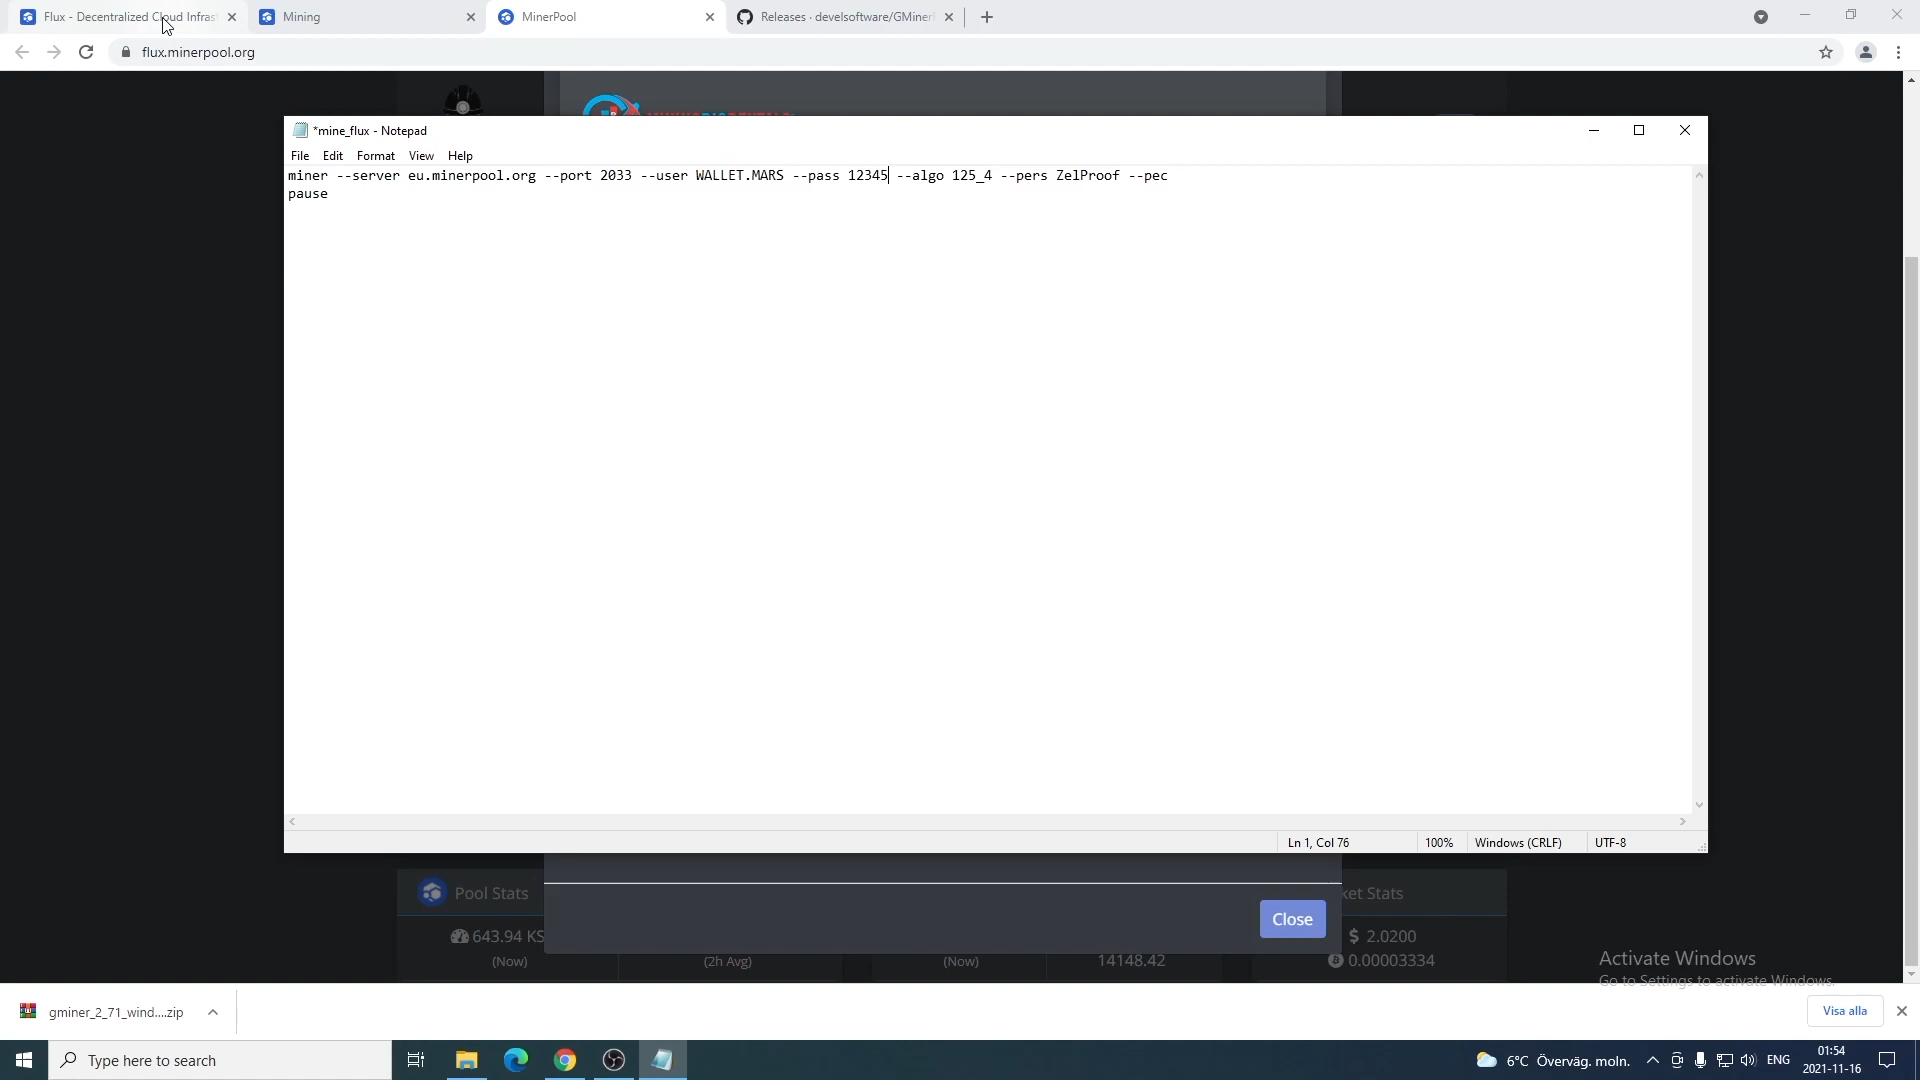 Flux - Decentralized Cloud Infras
Mining
MinerPool
Releases · develsoftware/GMiner
flux.minerpool.org
*mine_flux - Notepad
File Edit Format View Help
miner --server eu.minerpool.org --port 2033 --user WALLET.MARS --pass 12345 --algo 125_4 --pers ZelProof --pec
pause
Ln 1, Col 76
100%
Windows (CRLF)
UTF-8
Pool Stats
ket Stats
Close
643.94 KS
$ 2.0200
(Now)
(2h Avg)
(Now)
14148.42
0.00003334
Activate Windows
Go to Settings to activate Windows.
gminer_2_71_wind....zip
Visa alla
Type here to search
6°C Överväg. moln.
ENG
01:54
2021-11-16